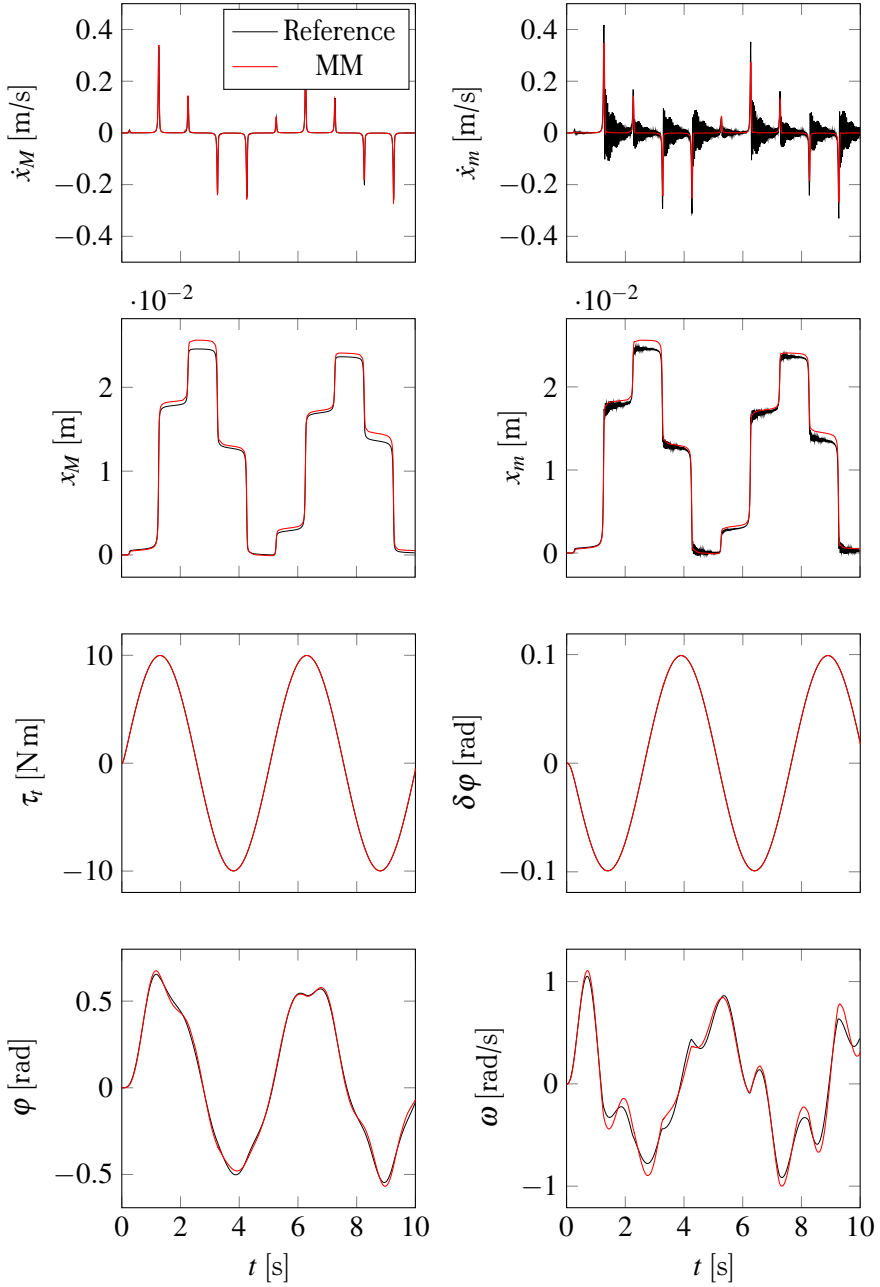 Reference
MM
0.4
0.2
0
−0.2
−0.4
ẋ_M [m/s]
0.4
0.2
0
−0.2
−0.4
ẋ_m [m/s]
·10⁻²
2
1
0
x_M [m]
·10⁻²
2
1
0
x_m [m]
10
0
−10
τ_t [N m]
0.1
0
−0.1
δφ [rad]
0.5
0
−0.5
φ [rad]
0 2 4 6 8 10
t [s]
1
0
−1
ω [rad/s]
0 2 4 6 8 10
t [s]